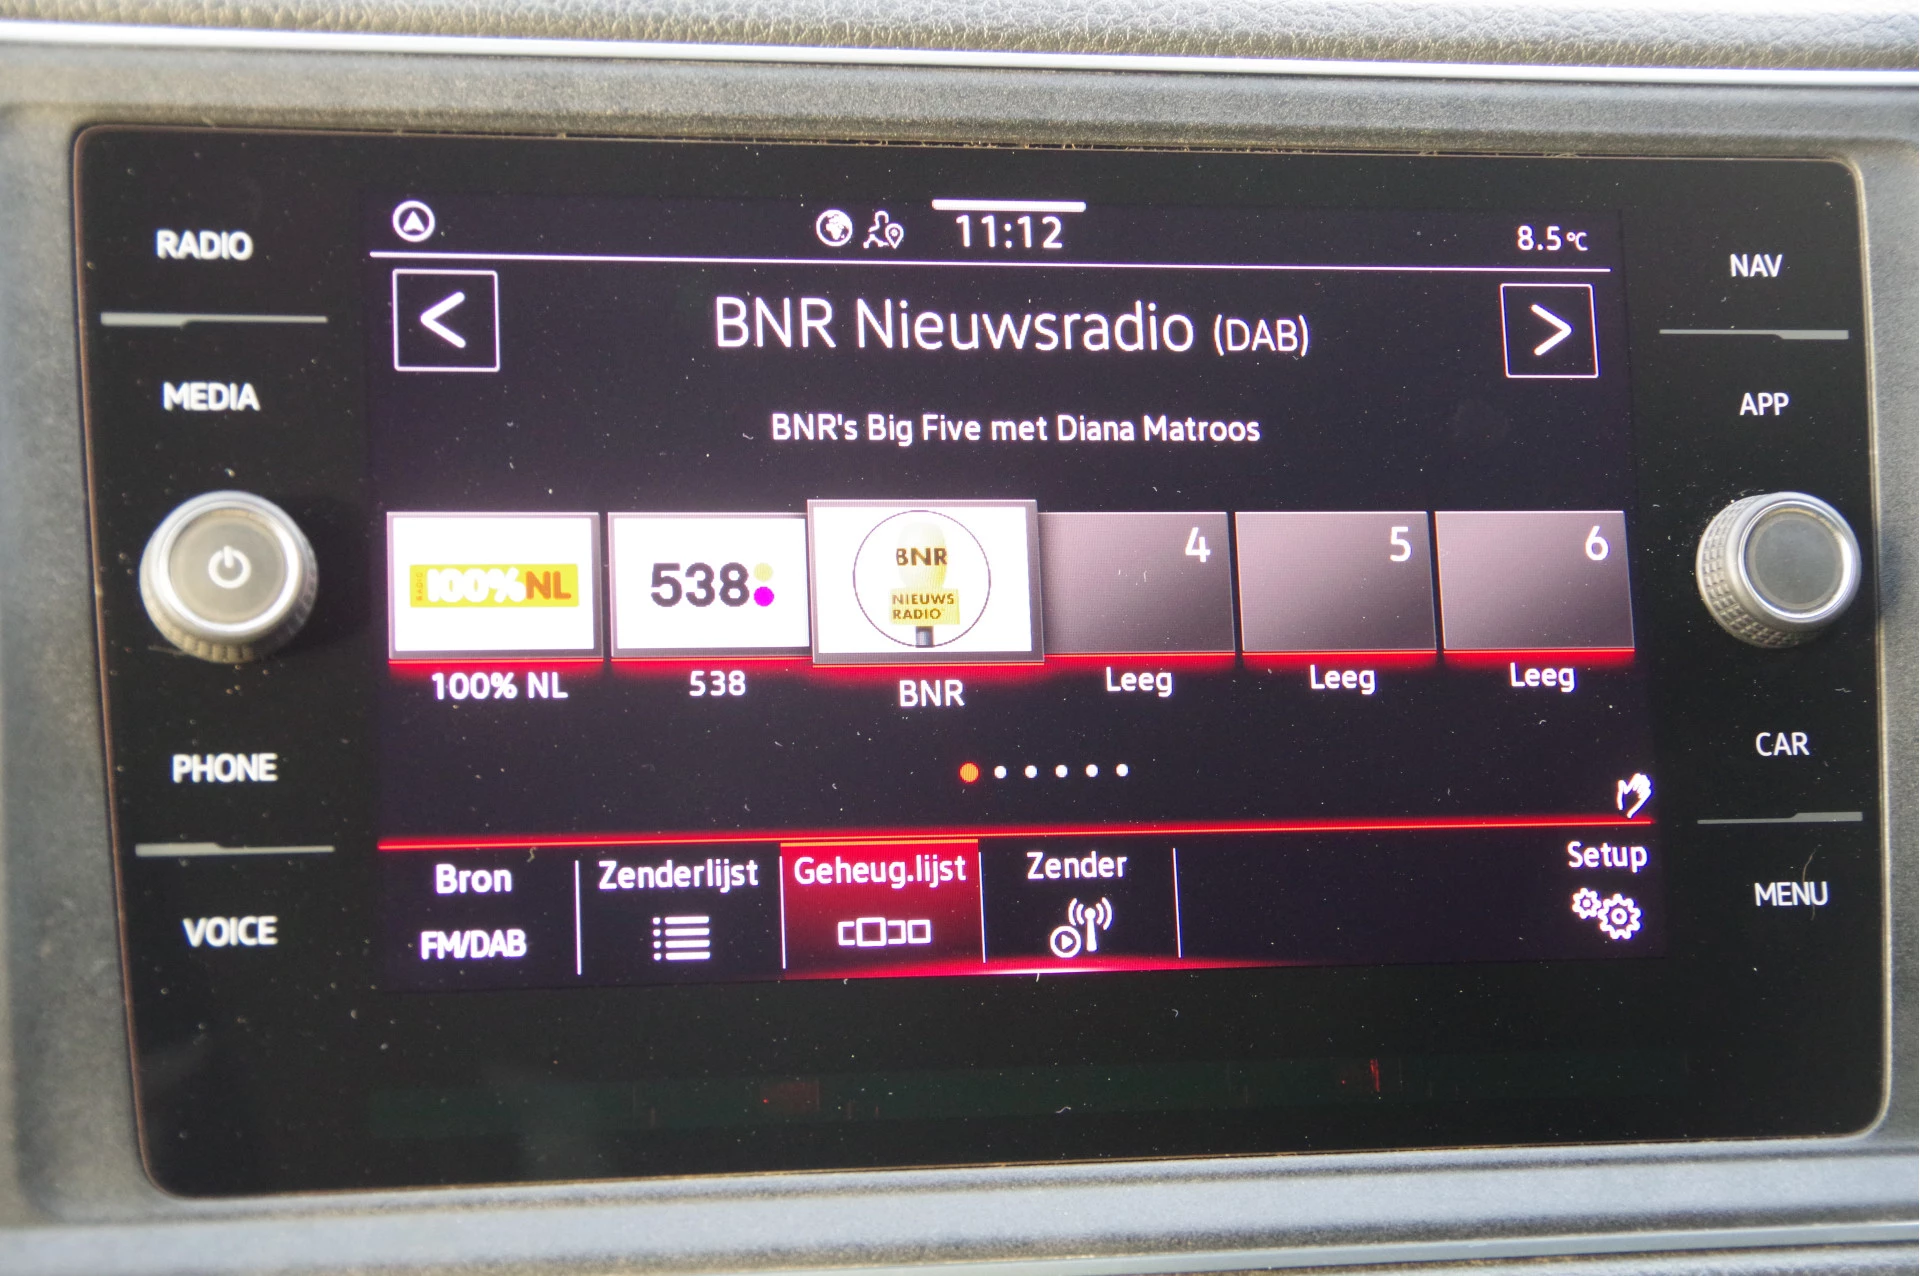 RADIO
MEDIA
PHONE
VOICE
11:12
8.5°C
<
BNR Nieuwsradio (DAB)
>
BNR's Big Five met Diana Matroos
RADIO 100% NL
538
BNR
NIEUWS
RADIO
4
5
6
100% NL
538
BNR
Leeg
Leeg
Leeg
Bron
FM/DAB
Zenderlijst
Geheug.lijst
Zender
Setup
NAV
APP
CAR
MENU